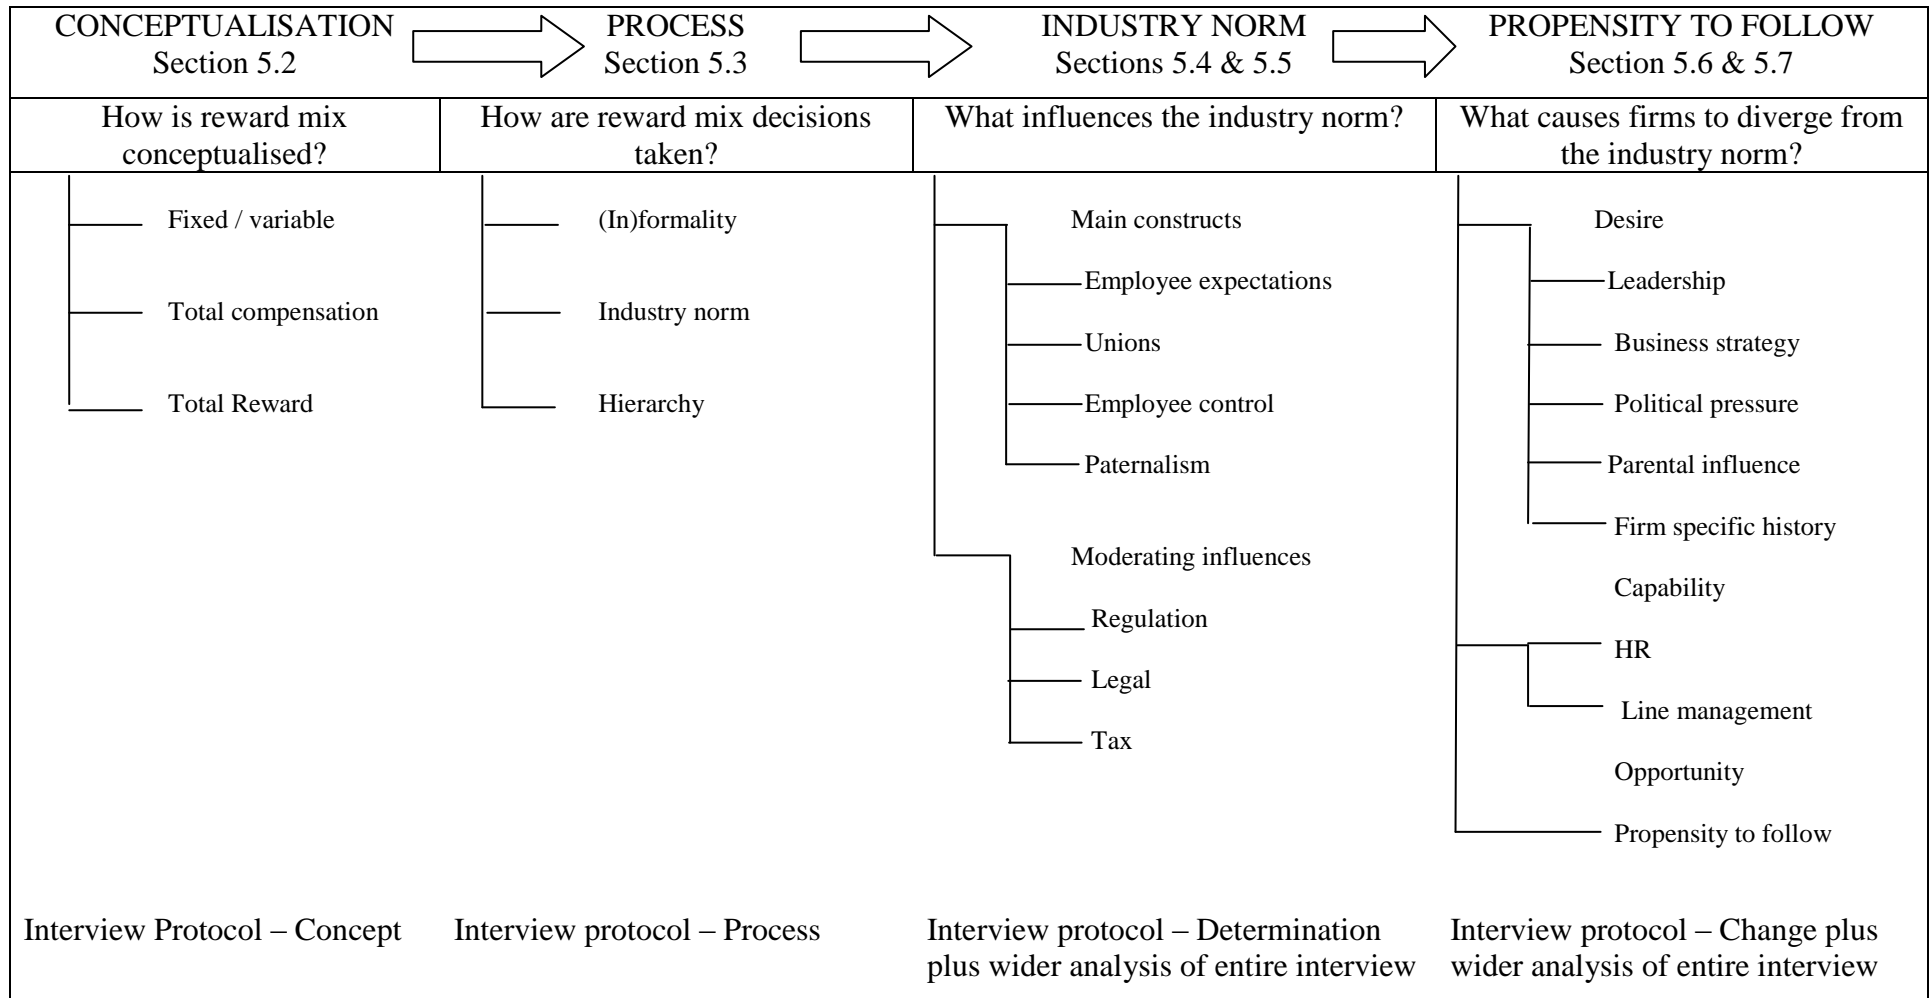 CONCEPTUALISATION
Section 5.2
PROCESS
Section 5.3
INDUSTRY NORM
Sections 5.4 & 5.5
PROPENSITY TO FOLLOW
Section 5.6 & 5.7
How is reward mix
conceptualised?
How are reward mix decisions
taken?
What influences the industry norm?
What causes firms to diverge from
the industry norm?
Fixed / variable
Total compensation
Total Reward
(In)formality
Industry norm
Hierarchy
Main constructs
Employee expectations
Unions
Employee control
Paternalism
Moderating influences
Regulation
Legal
Tax
Desire
Leadership
Business strategy
Political pressure
Parental influence
Firm specific history
Capability
HR
Line management
Opportunity
Propensity to follow
Interview Protocol – Concept
Interview protocol – Process
Interview protocol – Determination
plus wider analysis of entire interview
Interview protocol – Change plus
wider analysis of entire interview